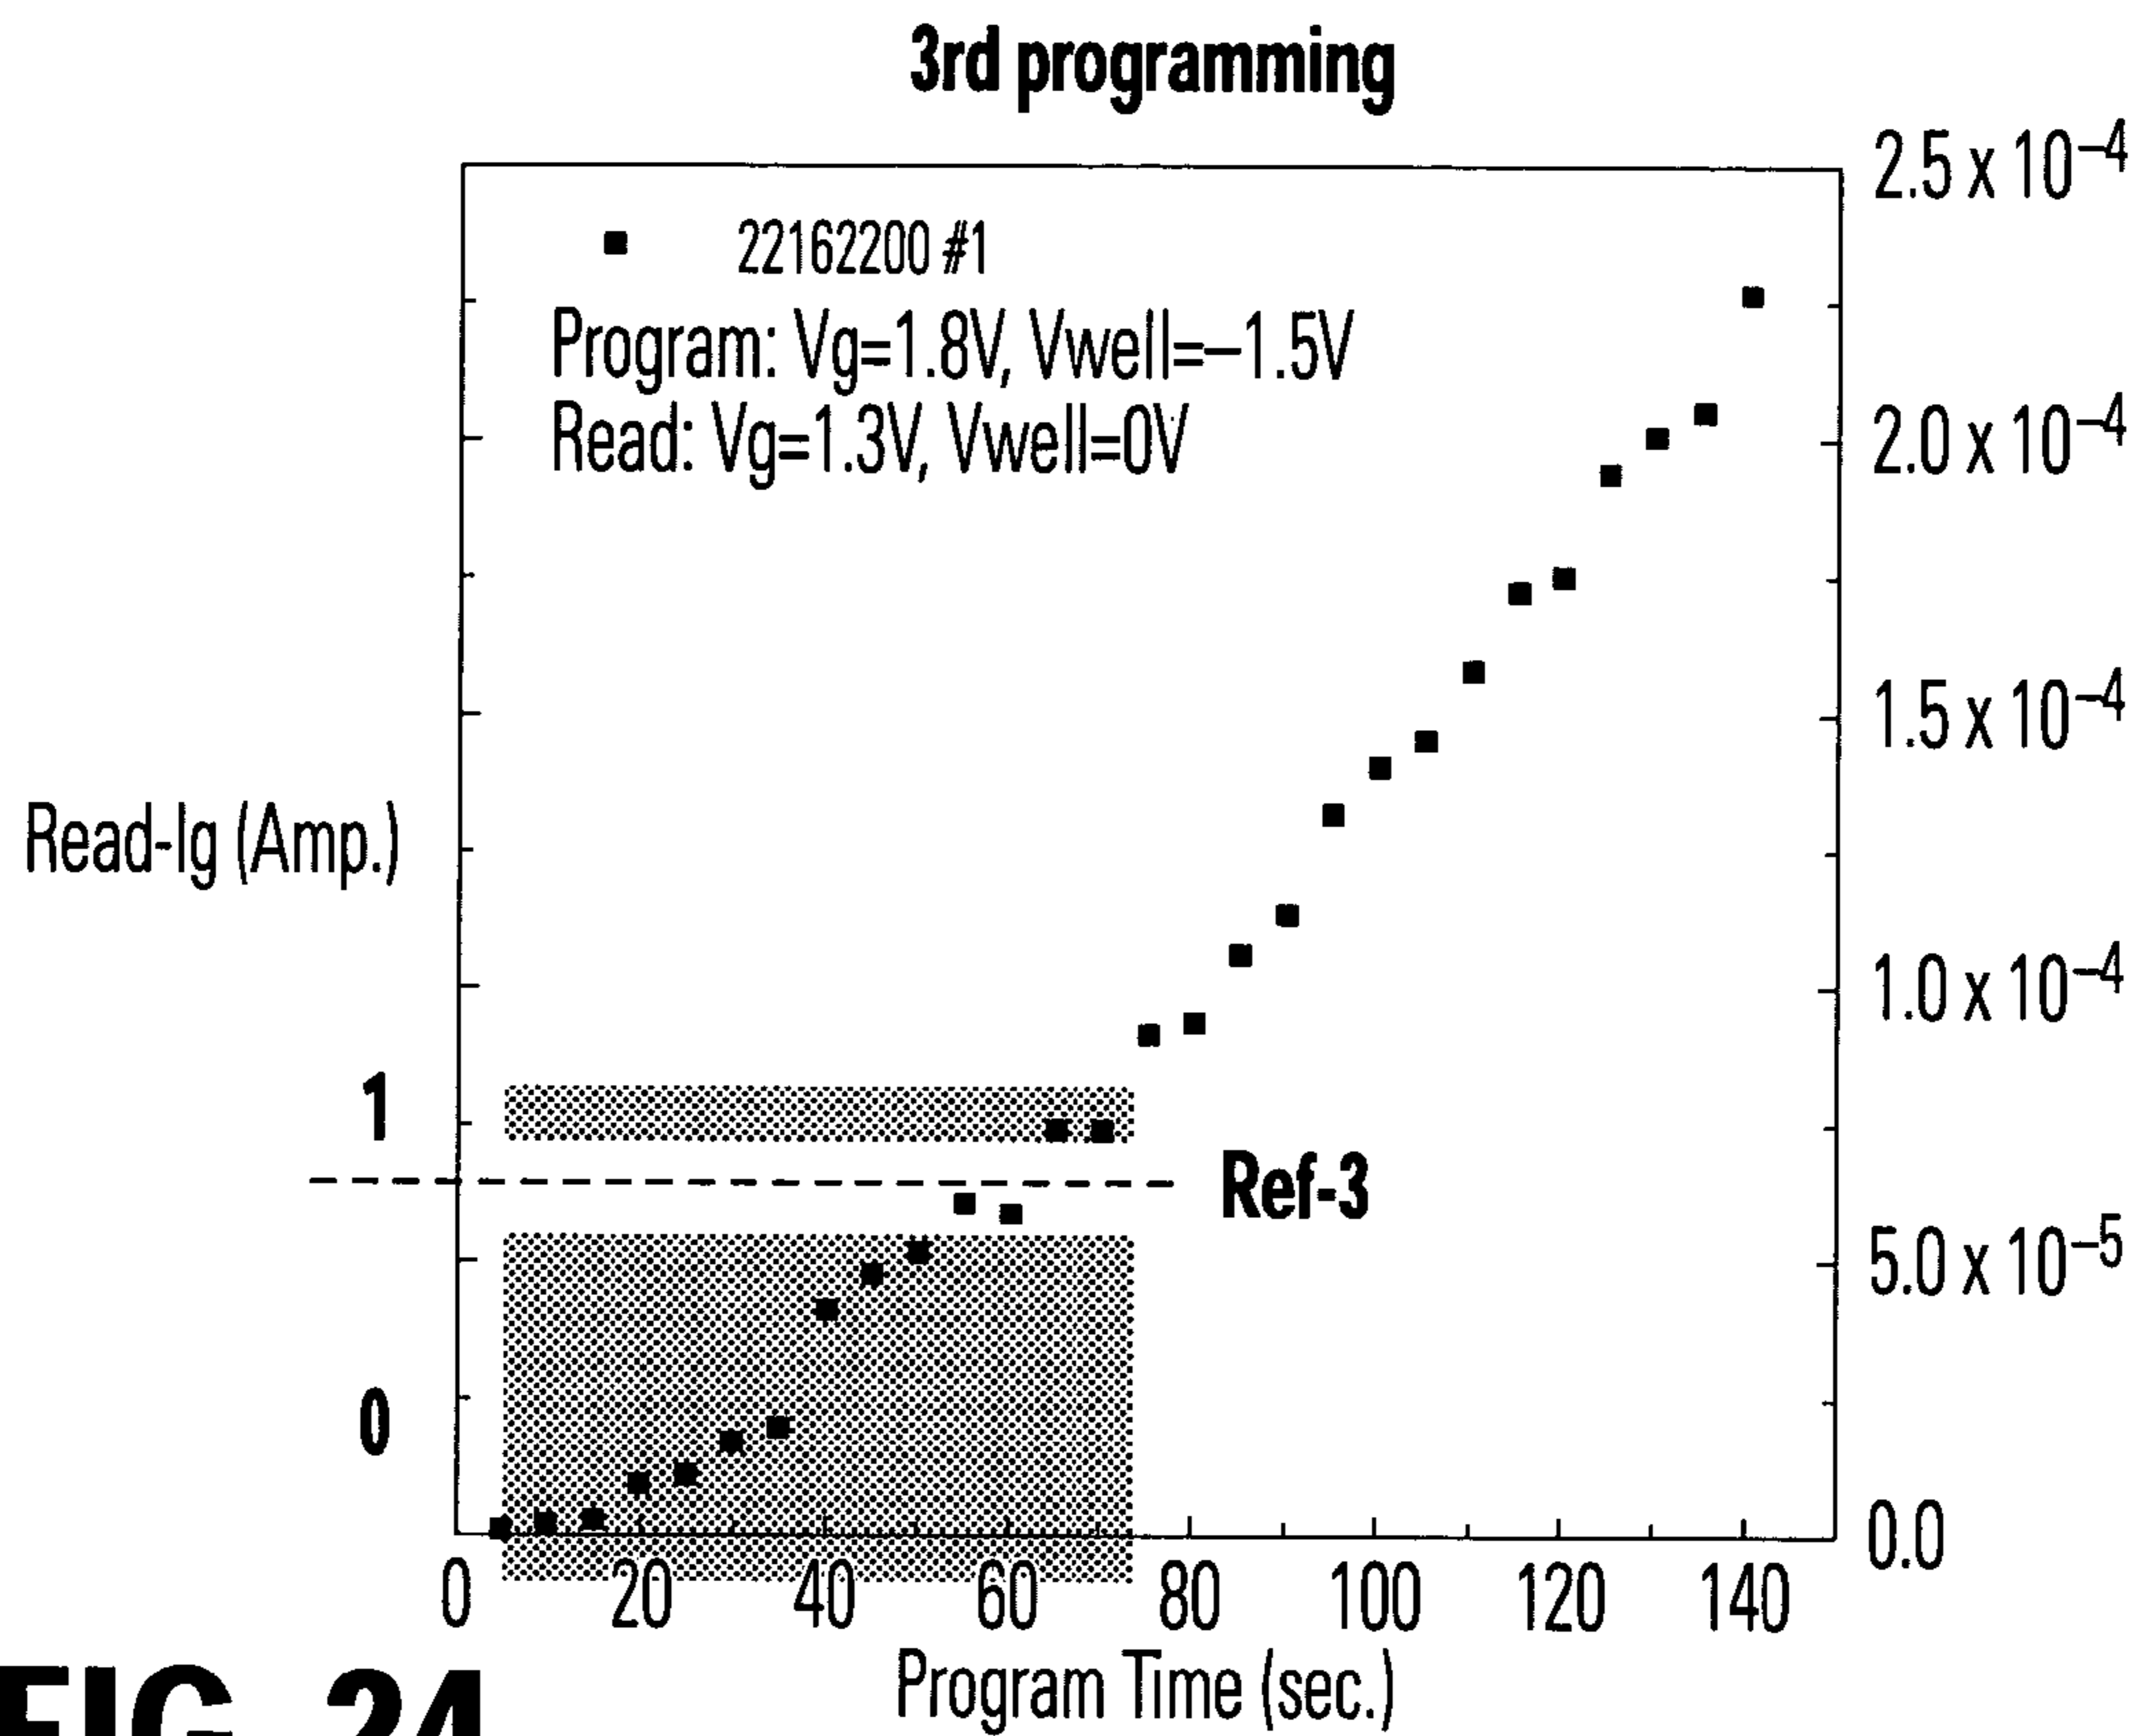 3rd programming
2.5 x 10–4
22162200 #1
Program: Vg=1.8V, Vwell=–1.5V
Read: Vg=1.3V, Vwell=0V
2.0 x 10–4
1.5 x 10–4
Read-Ig (Amp.)
1.0 x 10–4
1
Ref-3
5.0 x 10–5
0
0.0
0 20 40 60 80 100 120 140
Program Time (sec.)
FIG. 24